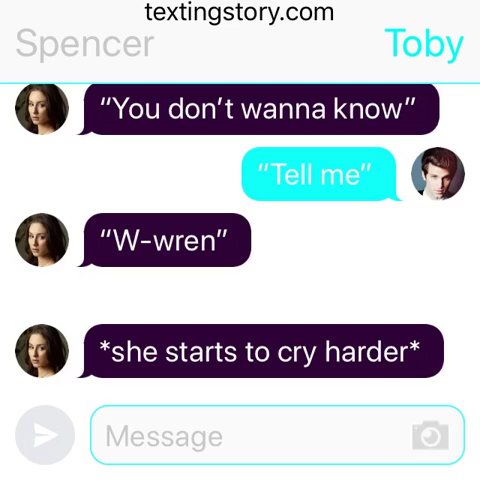 textingstory.com
Spencer
Toby
“You don’t wanna know”
“Tell me”
“W-wren”
*she starts to cry harder*
Message